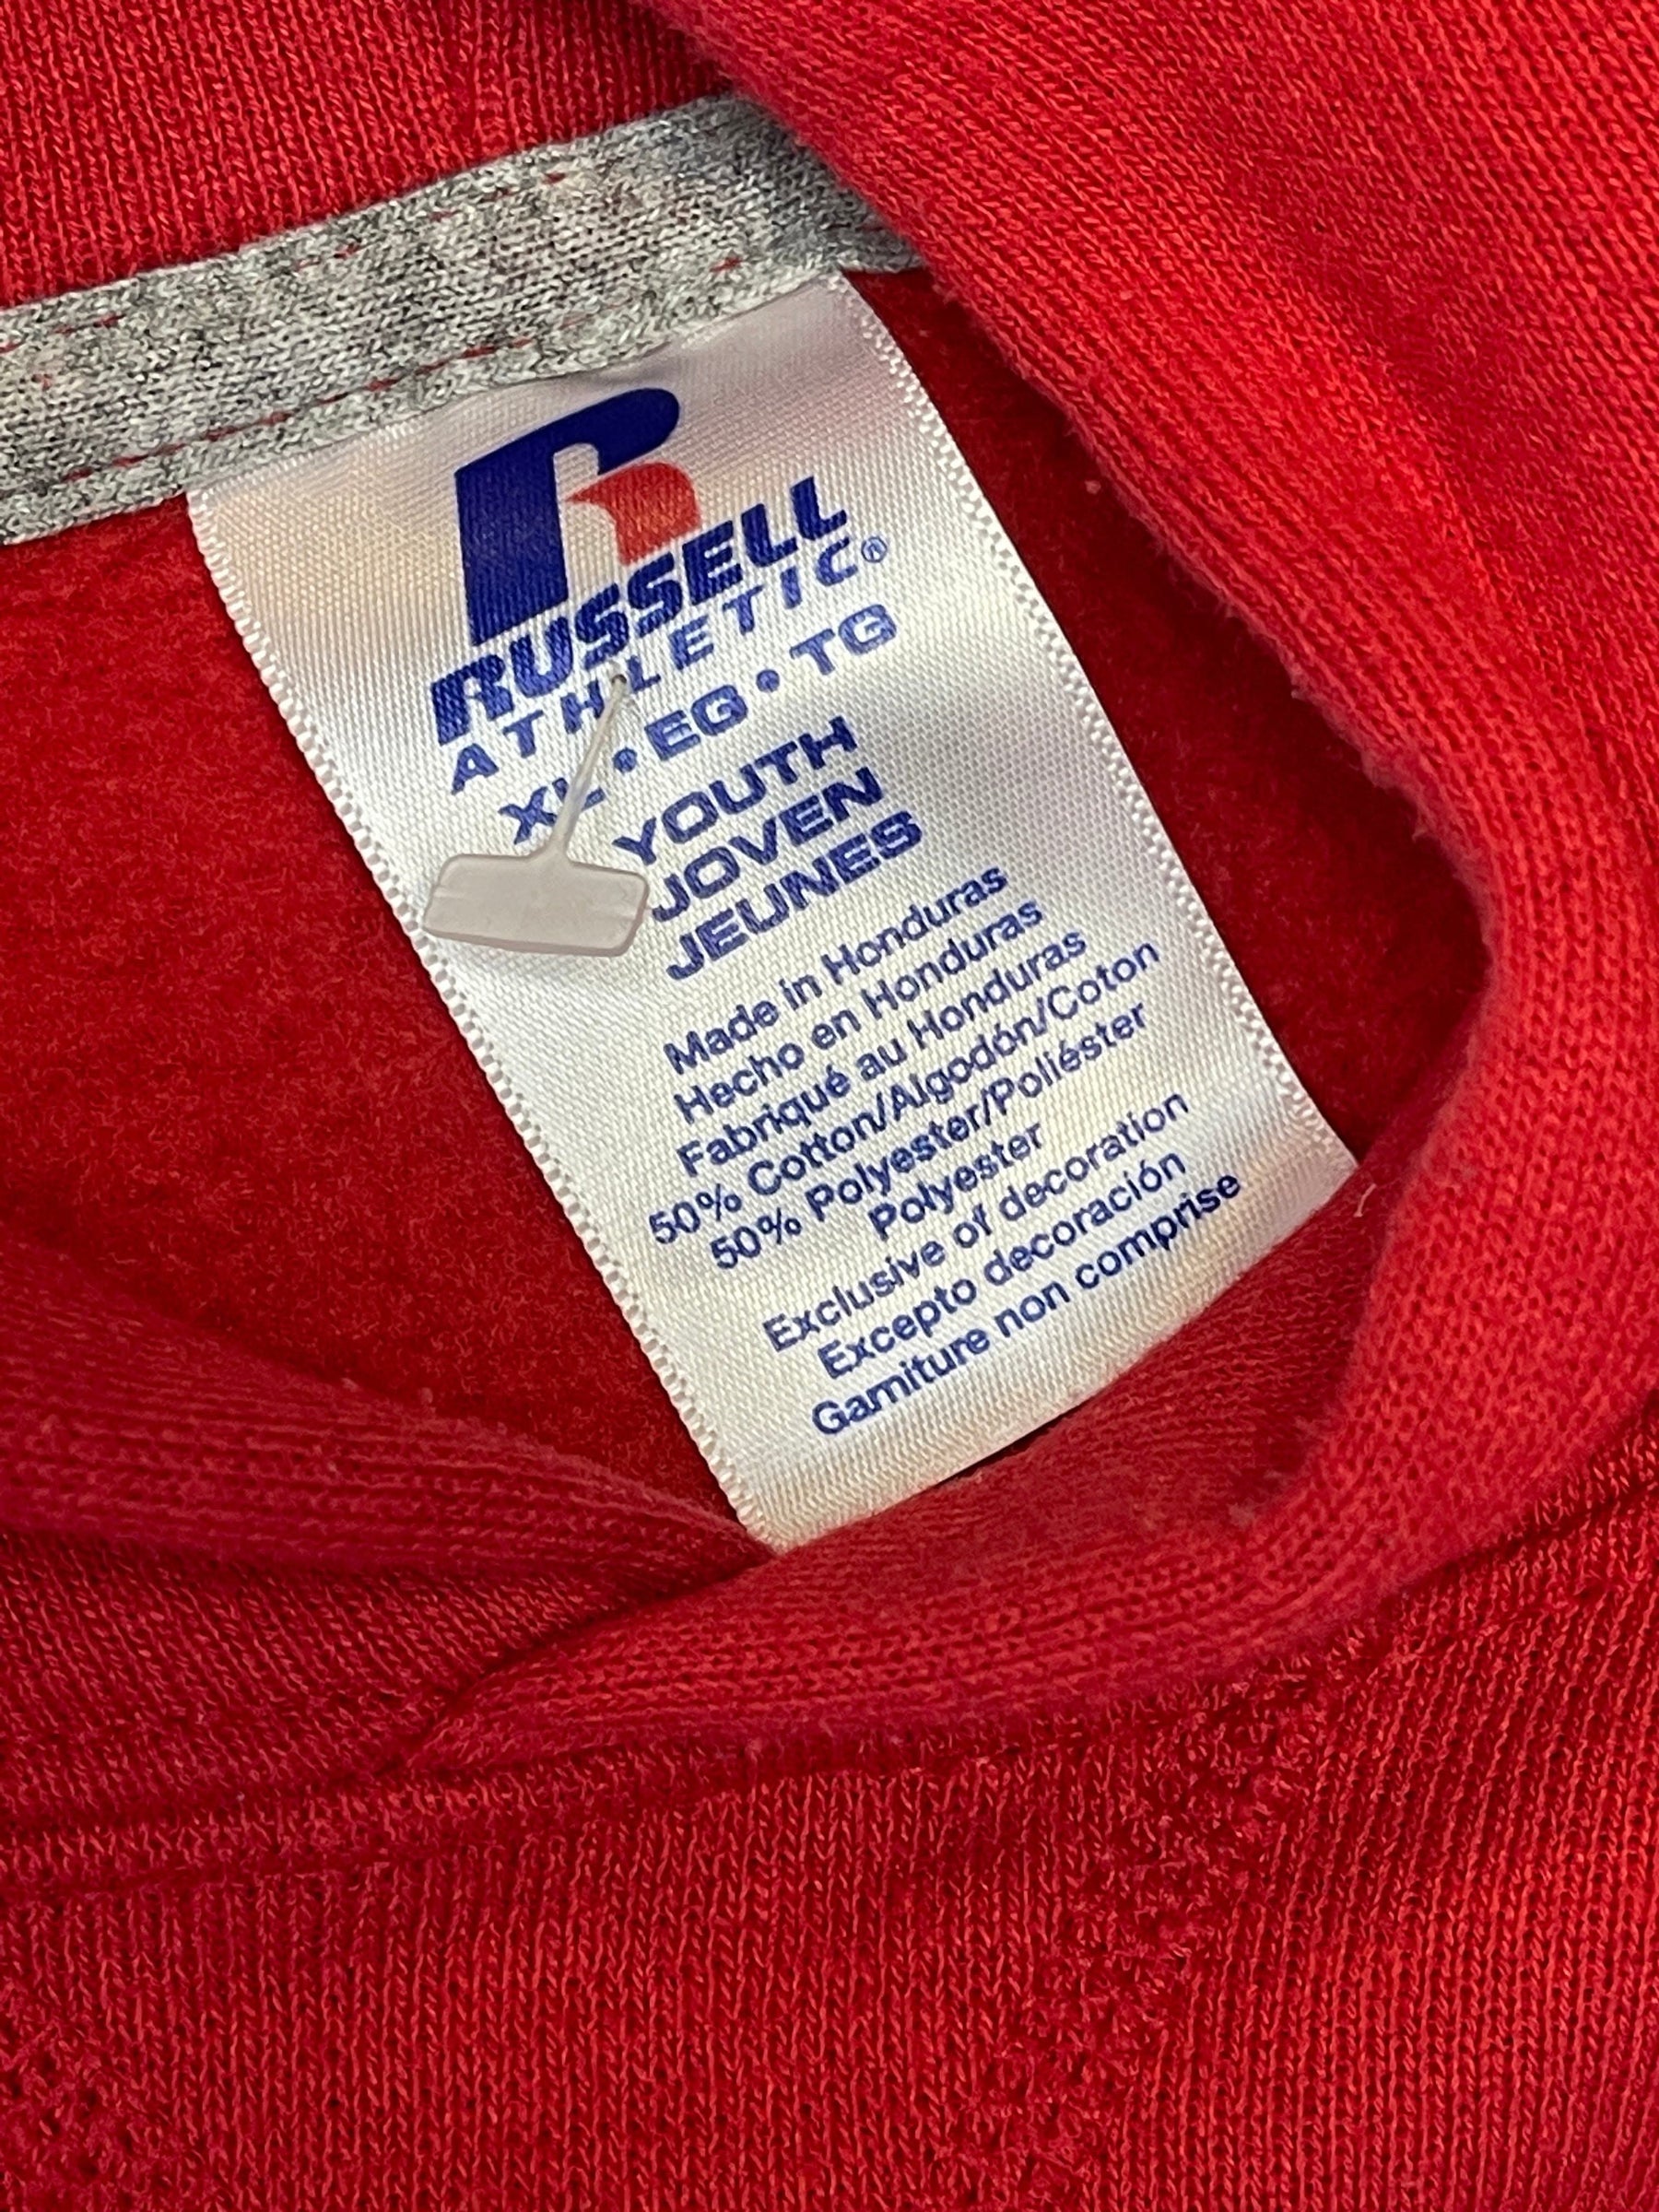 RUSSELL
ATHLETIC®
XL • EG • TG
YOUTH
JOVEN
JEUNES
Made in Honduras
Hecho en Honduras
Fabriqué au Honduras
50% Cotton/Algodón/Coton
50% Polyester/Poliéster
Polyester
Exclusive of decoration
Excepto decoración
Garniture non comprise